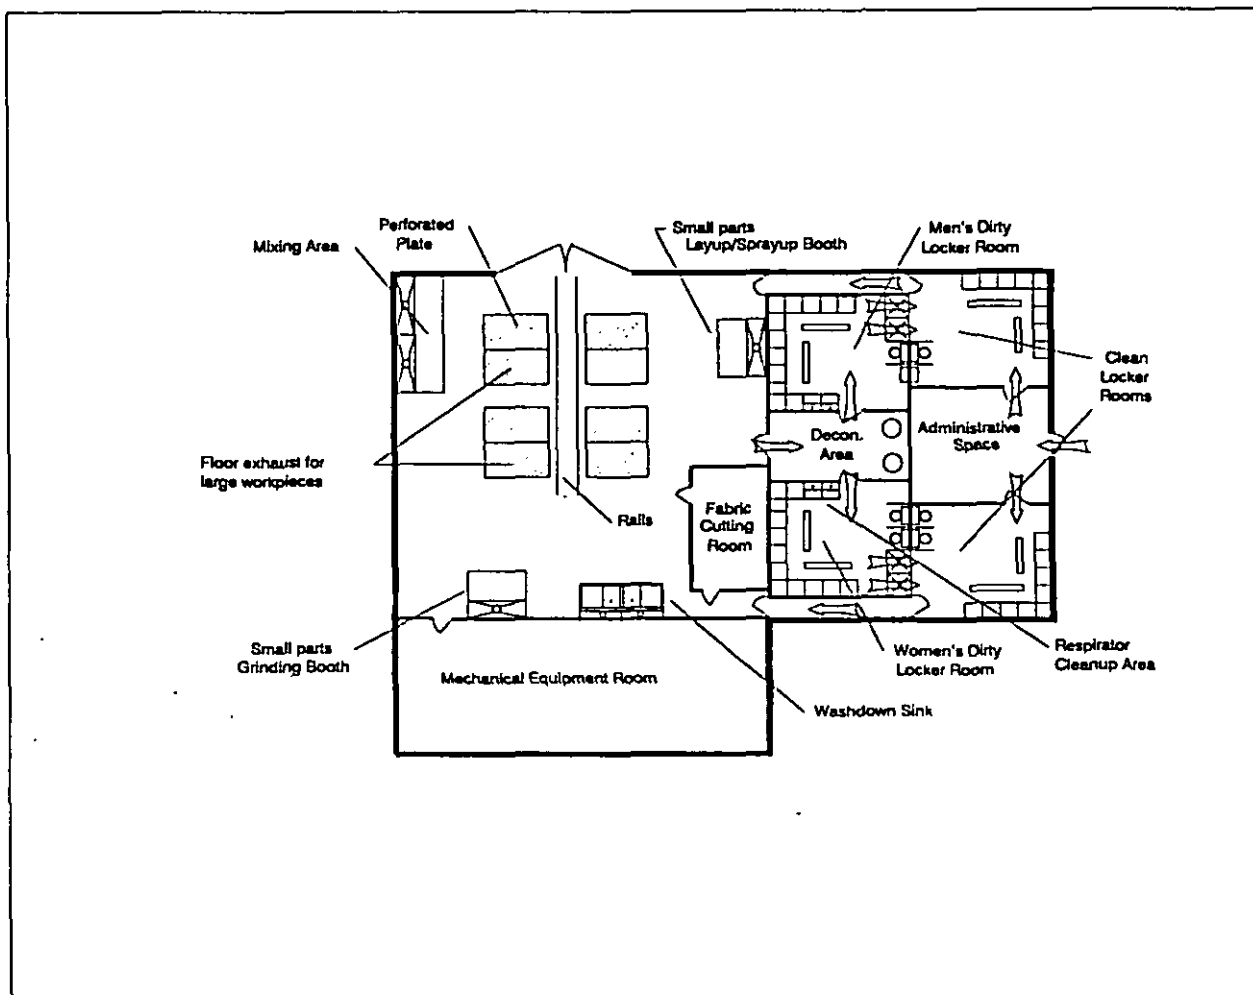 Perforated
Plate
Mixing Area
Small parts
Layup/Sprayup Booth
Men's Dirty
Locker Room
Clean
Locker
Rooms
Administrative
Space
Decon.
Area
Floor exhaust for
large workpieces
Rails
Fabric
Cutting
Room
Small parts
Grinding Booth
Mechanical Equipment Room
Women's Dirty
Locker Room
Respirator
Cleanup Area
Washdown Sink